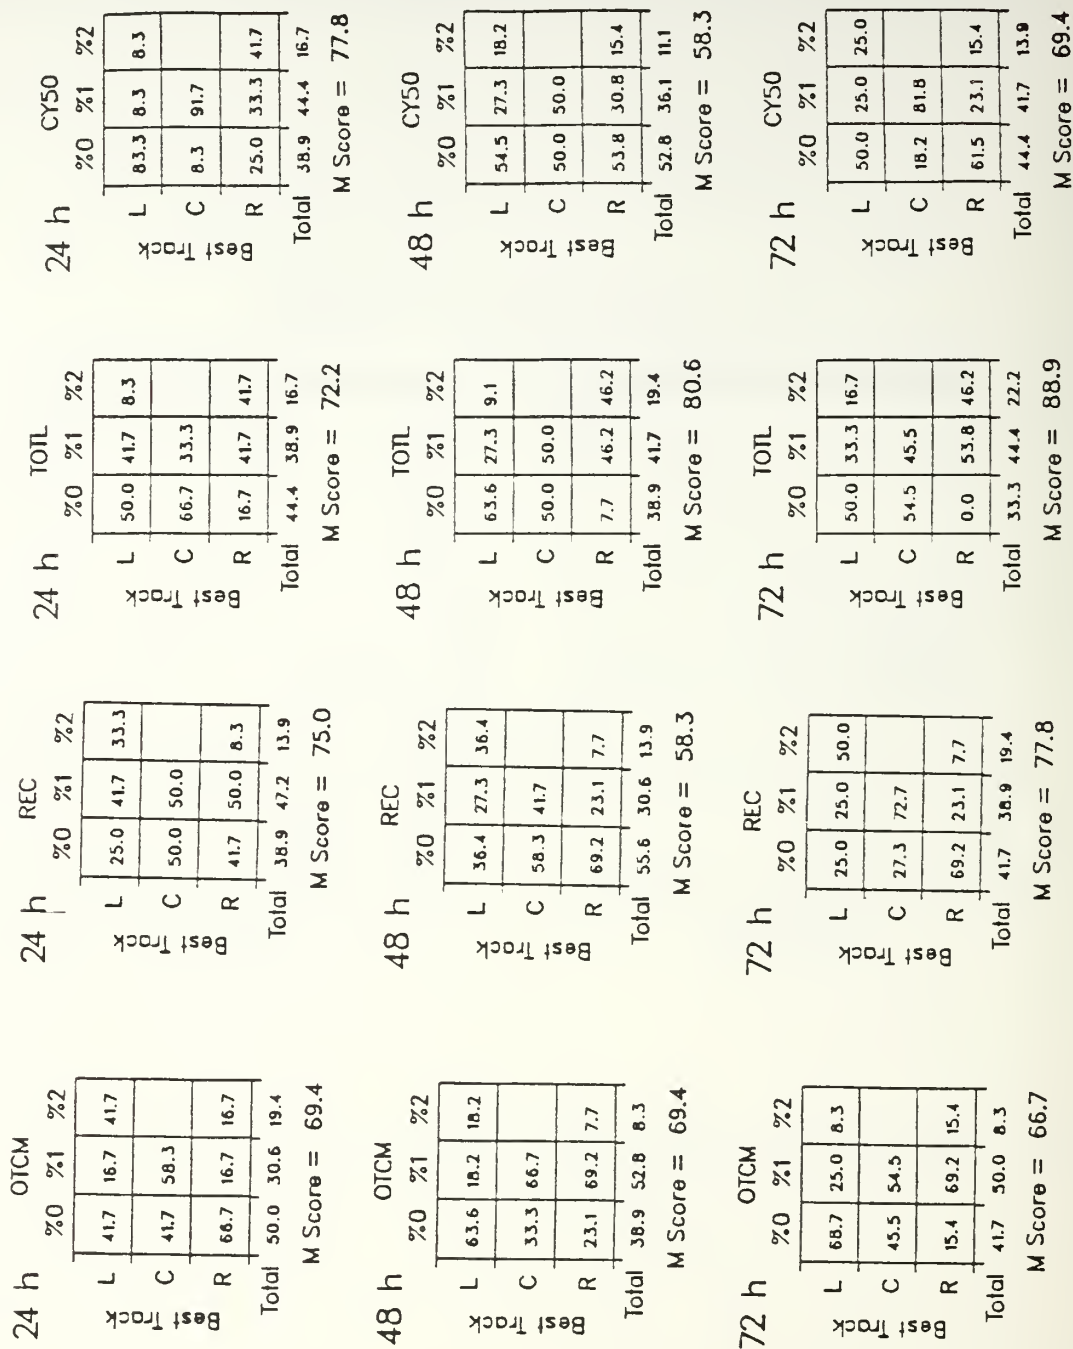 24 h
OTCM
%0 %1 %2
Best Track
L 41.7 16.7 41.7
C 41.7 58.3
R 66.7 16.7 16.7
Total 50.0 30.6 19.4
M Score = 69.4
24 h
REC
%0 %1 %2
Best Track
L 25.0 41.7 33.3
C 50.0 50.0
R 41.7 50.0 8.3
Total 38.9 47.2 13.9
M Score = 75.0
24 h
TOTL
%0 %1 %2
Best Track
L 50.0 41.7 8.3
C 66.7 33.3
R 16.7 41.7 41.7
Total 44.4 38.9 16.7
M Score = 72.2
24 h
CY50
%0 %1 %2
Best Track
L 83.3 8.3 8.3
C 8.3 91.7
R 25.0 33.3 41.7
Total 38.9 44.4 16.7
M Score = 77.8
48 h
OTCM
%0 %1 %2
Best Track
L 63.6 18.2 18.2
C 33.3 66.7
R 23.1 69.2 7.7
Total 38.9 52.8 8.3
M Score = 69.4
48 h
REC
%0 %1 %2
Best Track
L 36.4 27.3 36.4
C 58.3 41.7
R 69.2 23.1 7.7
Total 55.6 30.6 13.9
M Score = 58.3
48 h
TOTL
%0 %1 %2
Best Track
L 63.6 27.3 9.1
C 50.0 50.0
R 7.7 46.2 46.2
Total 38.9 41.7 19.4
M Score = 80.6
48 h
CY50
%0 %1 %2
Best Track
L 54.5 27.3 18.2
C 50.0 50.0
R 53.8 30.8 15.4
Total 52.8 36.1 11.1
M Score = 58.3
72 h
OTCM
%0 %1 %2
Best Track
L 66.7 25.0 8.3
C 45.5 54.5
R 15.4 69.2 15.4
Total 41.7 50.0 8.3
M Score = 66.7
72 h
REC
%0 %1 %2
Best Track
L 25.0 25.0 50.0
C 27.3 72.7
R 69.2 23.1 7.7
Total 41.7 38.9 19.4
M Score = 77.8
72 h
TOTL
%0 %1 %2
Best Track
L 50.0 33.3 16.7
C 54.5 45.5
R 0.0 53.8 46.2
Total 33.3 44.4 22.2
M Score = 88.9
72 h
CY50
%0 %1 %2
Best Track
L 50.0 25.0 25.0
C 18.2 81.8
R 61.5 23.1 15.4
Total 44.4 41.7 13.9
M Score = 69.4